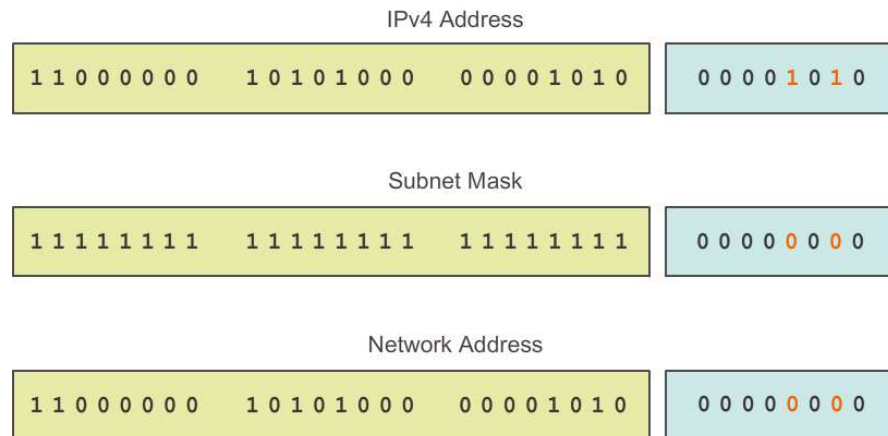 IPv4 Address
11000000 10101000 00001010 00001010
Subnet Mask
11111111 11111111 11111111 00000000
Network Address
11000000 10101000 00001010 00000000